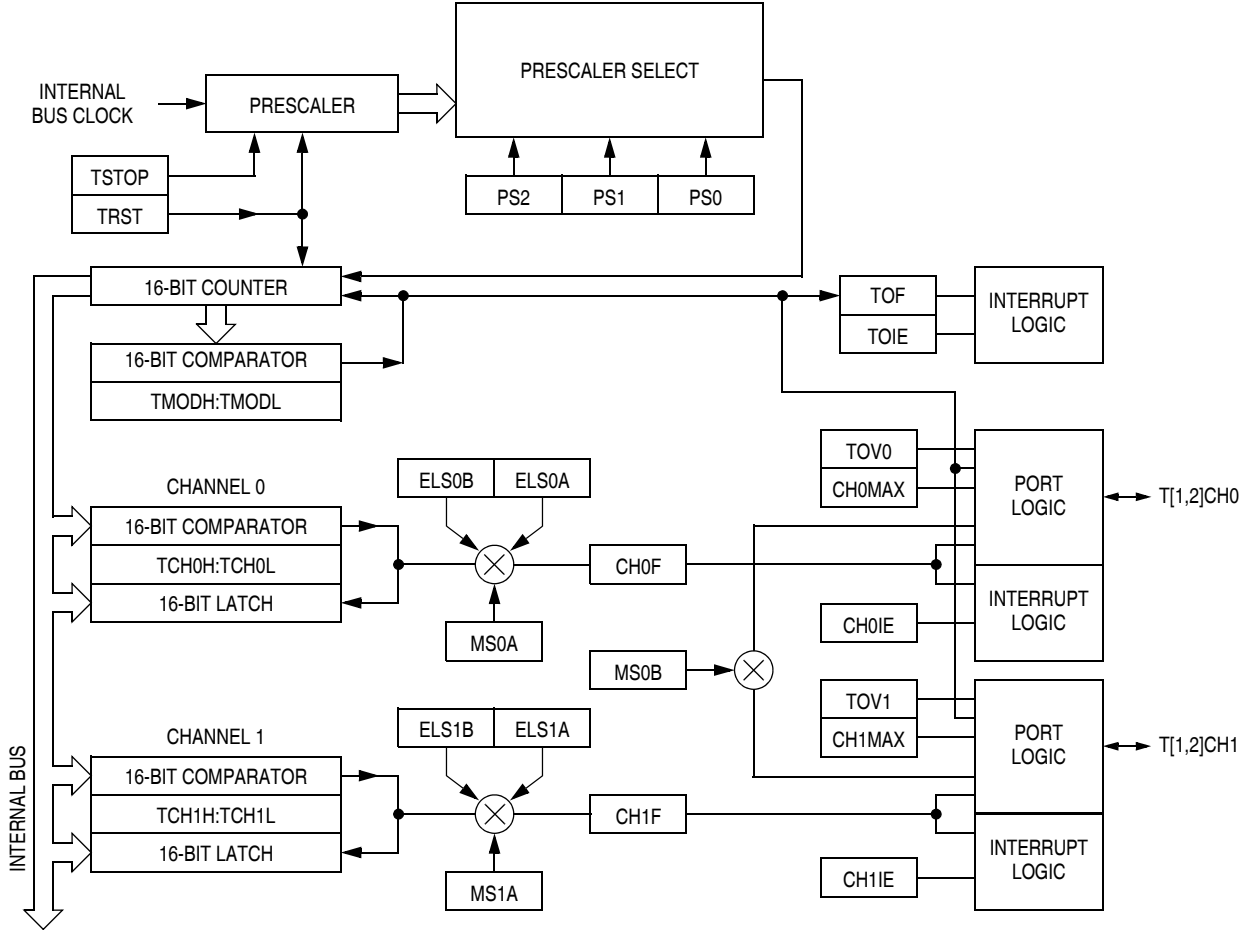 PRESCALER SELECT
INTERNAL
BUS CLOCK
PRESCALER
TSTOP
TRST
PS2 PS1 PS0
16-BIT COUNTER
16-BIT COMPARATOR
TMODH:TMODL
TOF
TOIE
INTERRUPT
LOGIC
TOV0
CH0MAX
PORT
LOGIC
T[1,2]CH0
CHANNEL 0
ELS0B ELS0A
16-BIT COMPARATOR
TCH0H:TCH0L
16-BIT LATCH
CH0F
MS0A
CH0IE
INTERRUPT
LOGIC
MS0B
TOV1
CH1MAX
PORT
LOGIC
T[1,2]CH1
CHANNEL 1
ELS1B ELS1A
16-BIT COMPARATOR
TCH1H:TCH1L
16-BIT LATCH
CH1F
MS1A
CH1IE
INTERRUPT
LOGIC
INTERNAL BUS